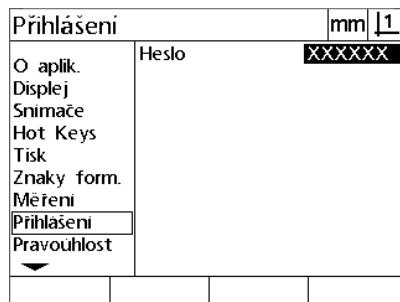 Přihlášení mm 1
Heslo XXXXXX
O aplik.
Displej
Snímače
Hot Keys
Tisk
Znaky form.
Měření
Přihlášení
Pravoúhlost